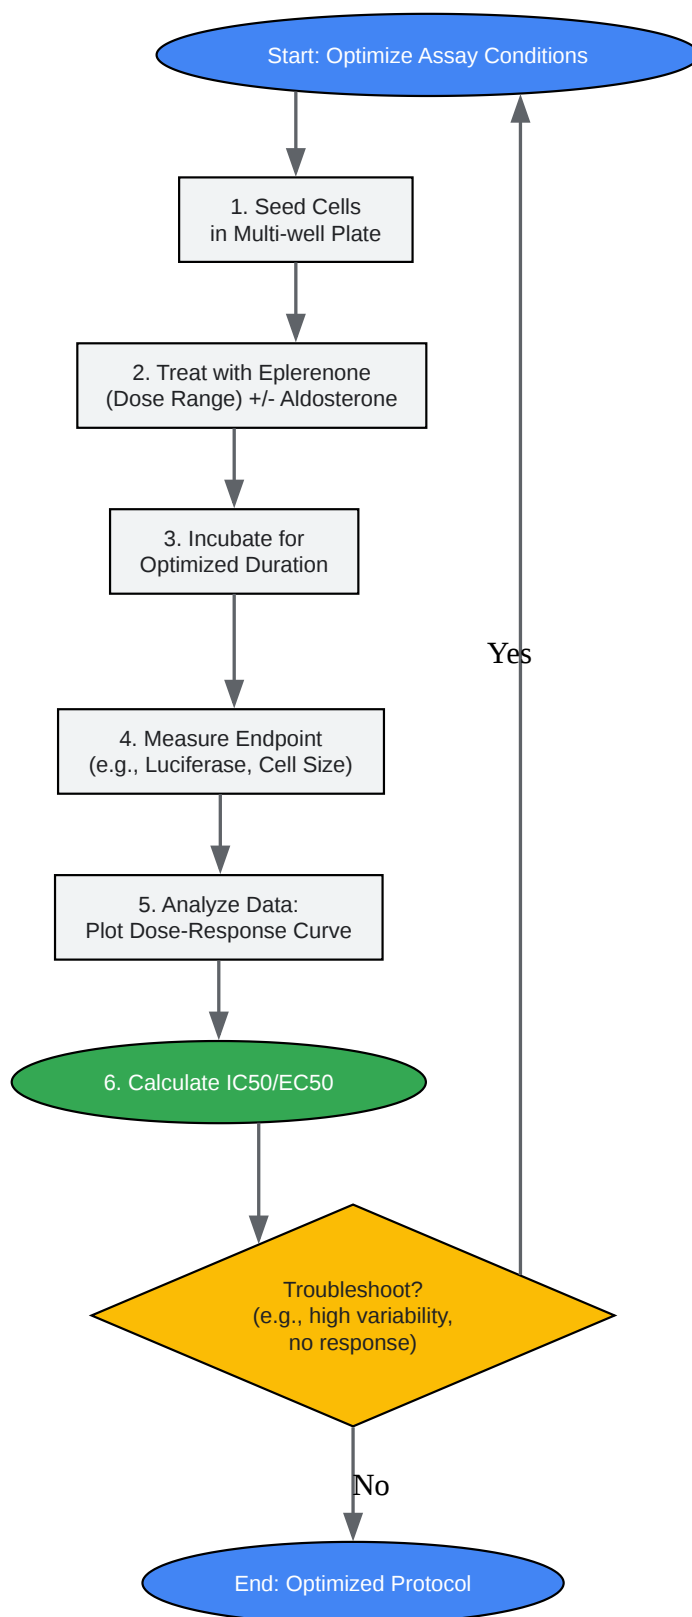 Start: Optimize Assay Conditions
1. Seed Cells
in Multi-well Plate
2. Treat with Eplerenone
(Dose Range) +/- Aldosterone
3. Incubate for
Optimized Duration
Yes
4. Measure Endpoint
(e.g., Luciferase, Cell Size)
5. Analyze Data:
Plot Dose-Response Curve
6. Calculate IC50/EC50
Troubleshoot?
(e.g., high variability,
no response)
No
End: Optimized Protocol